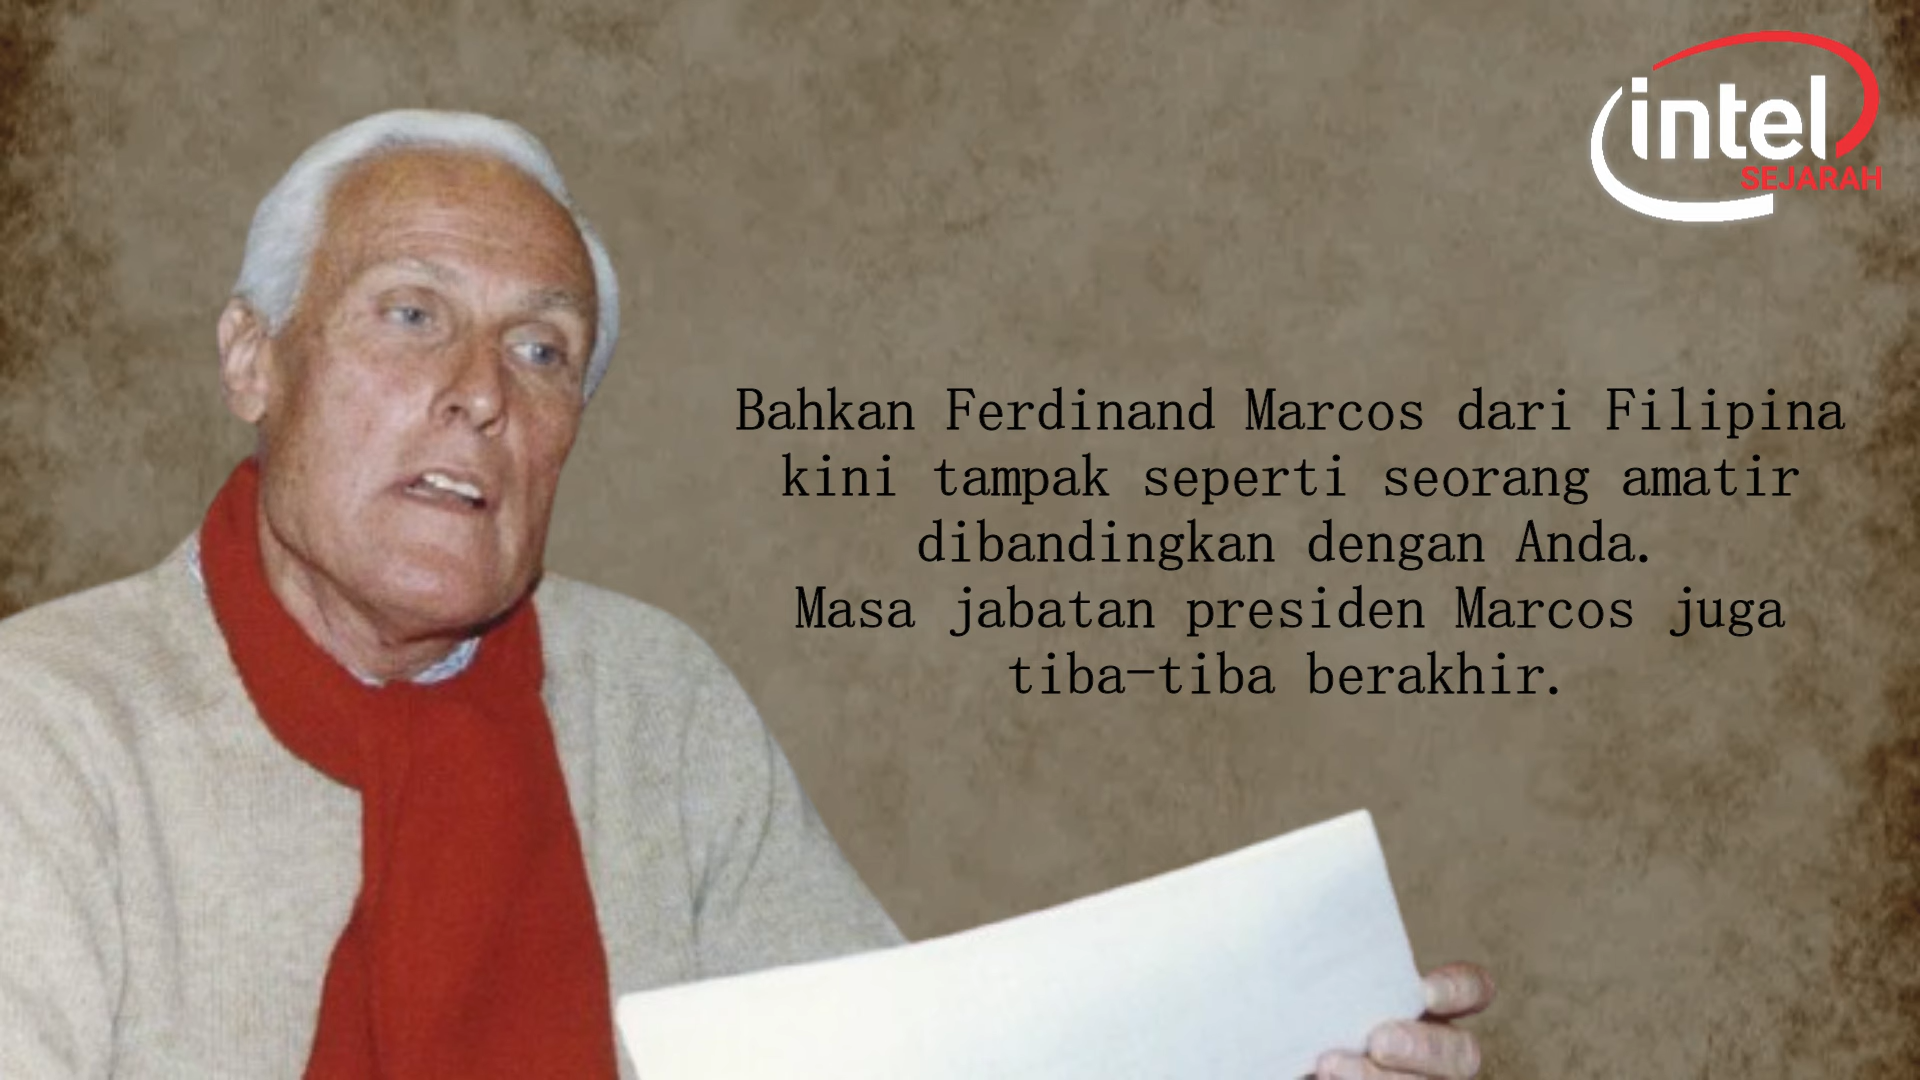 intel
SEJARAH
Bahkan Ferdinand Marcos dari Filipina
kini tampak seperti seorang amatir
dibandingkan dengan Anda.
Masa jabatan presiden Marcos juga
tiba-tiba berakhir.